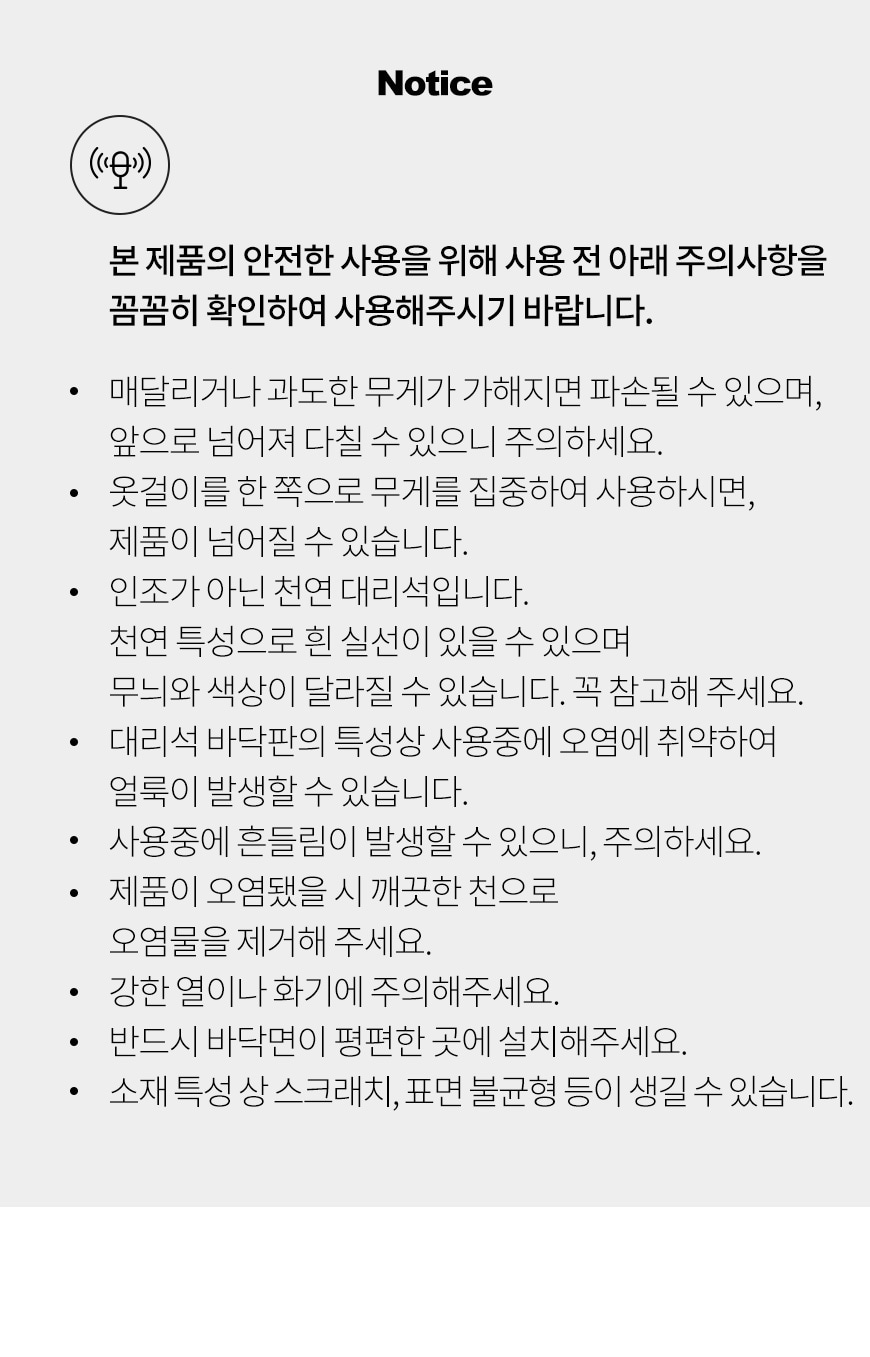 Notice
본 제품의 안전한 사용을 위해 사용 전 아래 주의사항을
꼼꼼히 확인하여 사용해주시기 바랍니다.
• 매달리거나 과도한 무게가 가해지면 파손될 수 있으며,
앞으로 넘어져 다칠 수 있으니 주의하세요.
• 옷걸이를 한 쪽으로 무게를 집중하여 사용하시면,
제품이 넘어질 수 있습니다.
• 인조가 아닌 천연 대리석입니다.
천연 특성으로 흰 실선이 있을 수 있으며
무늬와 색상이 달라질 수 있습니다. 꼭 참고해 주세요.
• 대리석 바닥판의 특성상 사용중에 오염에 취약하여
얼룩이 발생할 수 있습니다.
• 사용중에 흔들림이 발생할 수 있으니, 주의하세요.
• 제품이 오염됐을 시 깨끗한 천으로
오염물을 제거해 주세요.
• 강한 열이나 화기에 주의해주세요.
• 반드시 바닥면이 평편한 곳에 설치해주세요.
• 소재 특성 상 스크래치, 표면 불균형 등이 생길 수 있습니다.